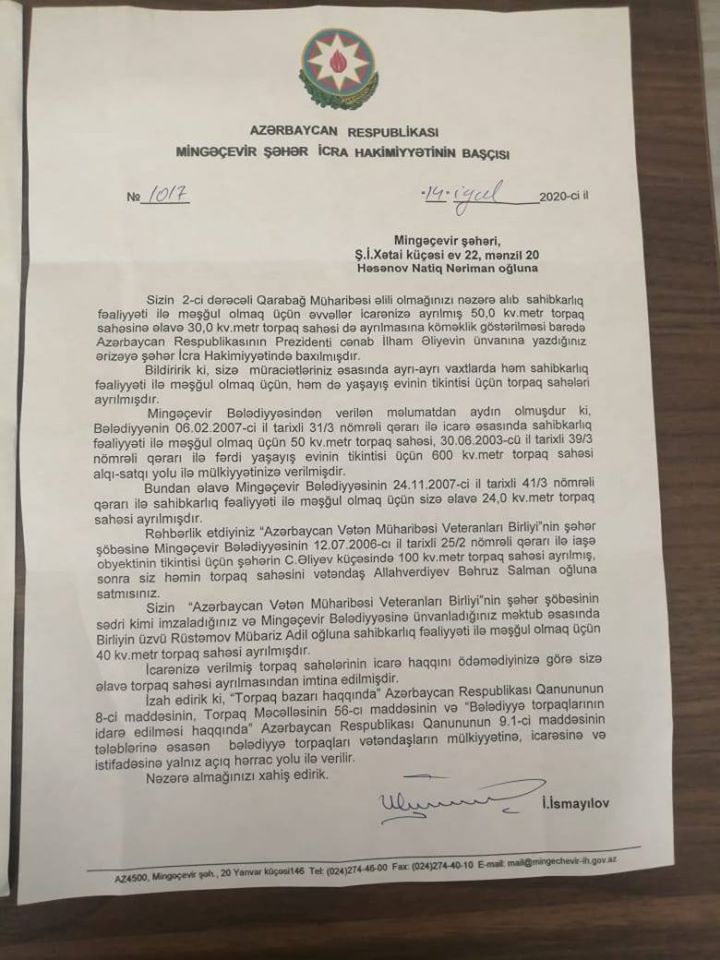 AZƏRBAYCAN RESPUBLİKASI
MİNGƏÇEVİR ŞƏHƏR İCRA HAKİMİYYƏTİNİN BAŞÇISI
№ 1017 "14" iyul 2020-ci il
Mingəçevir şəhəri,
Ş.İ.Xətai küçəsi ev 22, mənzil 20
Həsənov Natiq Nəriman oğluna
Sizin 2-ci dərəcəli Qarabağ Müharibəsi əlili olmağınızı nəzərə alıb sahibkarlıq
fəaliyyəti ilə məşğul olmaq üçün əvvəllər icarənizə ayrılmış 50,0 kv.metr torpaq
sahəsinə əlavə 30,0 kv.metr torpaq sahəsi də ayrılmasına köməklik göstərilməsi barədə
Azərbaycan Respublikasının Prezidenti cənab İlham Əliyevin ünvanına yazdığınız
ərizəyə şəhər İcra Hakimiyyətində baxılmışdır.
Bildiririk ki, sizə müraciətləriniz əsasında ayrı-ayrı vaxtlarda həm sahibkarlıq
fəaliyyəti ilə məşğul olmaq üçün, həm də yaşayış evinin tikintisi üçün torpaq sahələri
ayrılmışdır.
Mingəçevir Bələdiyyəsindən verilən məlumatdan aydın olmuşdur ki,
Bələdiyyənin 06.02.2007-ci il tarixli 31/3 nömrəli qərarı ilə icarə əsasında sahibkarlıq
fəaliyyəti ilə məşğul olmaq üçün 50 kv.metr torpaq sahəsi, 30.06.2003-cü il tarixli 39/3
nömrəli qərarı ilə fərdi yaşayış evinin tikintisi üçün 600 kv.metr torpaq sahəsi
alqı-satqı yolu ilə mülkiyyətinizə verilmişdir.
Bundan əlavə Mingəçevir Bələdiyyəsinin 24.11.2007-ci il tarixli 41/3 nömrəli
qərarı ilə sahibkarlıq fəaliyyəti ilə məşğul olmaq üçün sizə əlavə 24,0 kv.metr torpaq
sahəsi ayrılmışdır.
Rəhbərlik etdiyiniz "Azərbaycan Vətən Müharibəsi Veteranları Birliyi"nin şəhər
şöbəsinə Mingəçevir Bələdiyyəsinin 12.07.2006-cı il tarixli 25/2 nömrəli qərarı ilə iaşə
obyektinin tikintisi üçün şəhərin C.Əliyev küçəsində 100 kv.metr torpaq sahəsi ayrılmış,
sonra siz həmin torpaq sahəsini vətəndaş Allahverdiyev Bəhruz Salman oğluna
satmısınız.
Sizin "Azərbaycan Vətən Müharibəsi Veteranları Birliyi"nin şəhər şöbəsinin
sədri kimi imzaladığınız və Mingəçevir Bələdiyyəsinə ünvanladığınız məktub əsasında
Birliyin üzvü Rüstəmov Mübariz Adil oğluna sahibkarlıq fəaliyyəti ilə məşğul olmaq üçün
40 kv.metr torpaq sahəsi ayrılmışdır.
İcarənizə verilmiş torpaq sahələrinin icarə haqqını ödəmədiyinizə görə sizə
əlavə torpaq sahəsi ayrılmasından imtina edilmişdir.
İzah edirik ki, "Torpaq bazarı haqqında" Azərbaycan Respublikası Qanununun
8-ci maddəsinin, Torpaq Məcəlləsinin 56-cı maddəsinin və "Bələdiyyə torpaqlarının
idarə edilməsi haqqında" Azərbaycan Respublikası Qanununun 9.1-ci maddəsinin
tələblərinə əsasən bələdiyyə torpaqları vətəndaşların mülkiyyətinə, icarəsinə və
istifadəsinə yalnız açıq hərrac yolu ilə verilir.
Nəzərə almağınızı xahiş edirik.
İ.İsmayılov
AZ4500, Mingəçevir şəh., 20 Yanvar küçəsi146 Tel: (024)274-46-00 Fax: (024)274-40-10 E-mail: mail@mingechevir-ih.gov.az